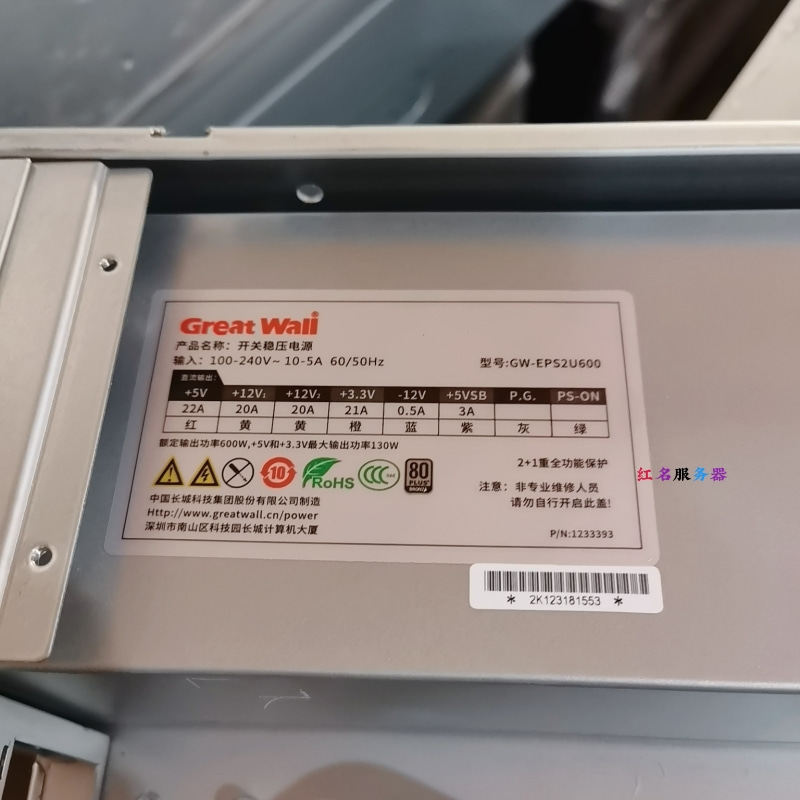 Great Wall
产品名称：开关稳压电源
输入：100-240V~ 10-5A 60/50Hz
型号:GW-EPS2U600
直流输出：
+5V +12V1 +12V2 +3.3V -12V +5VSB P.G. PS-ON
22A 20A 20A 21A 0.5A 3A
红 黄 黄 橙 蓝 紫 灰 绿
额定输出功率600W,+5V和+3.3V最大输出功率130W
10 RoHS CCC 80 PLUS BRONZE
2+1重全功能保护
注意：非专业维修人员
请勿自行开启此盖!
中国长城科技集团股份有限公司制造
Http://www.greatwall.cn/power
深圳市南山区科技园长城计算机大厦
P/N:1233393
* 2K123181553 *
红名服务器